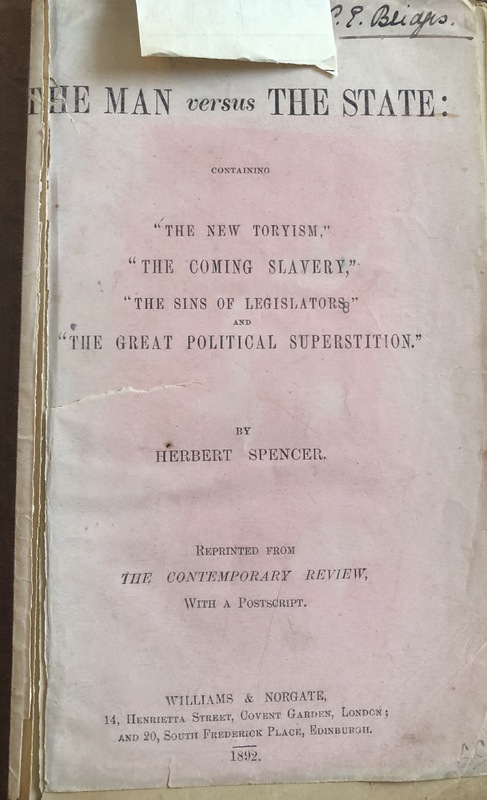 E. Bridges.
THE MAN versus THE STATE:
CONTAINING
"THE NEW TORYISM,"
"THE COMING SLAVERY,"
"THE SINS OF LEGISLATORS,"
AND
"THE GREAT POLITICAL SUPERSTITION."
BY
HERBERT SPENCER.
REPRINTED FROM
THE CONTEMPORARY REVIEW,
WITH A POSTSCRIPT.
WILLIAMS & NORGATE,
14, HENRIETTA STREET, COVENT GARDEN, LONDON;
AND 20, SOUTH FREDERICK PLACE, EDINBURGH.
1892.